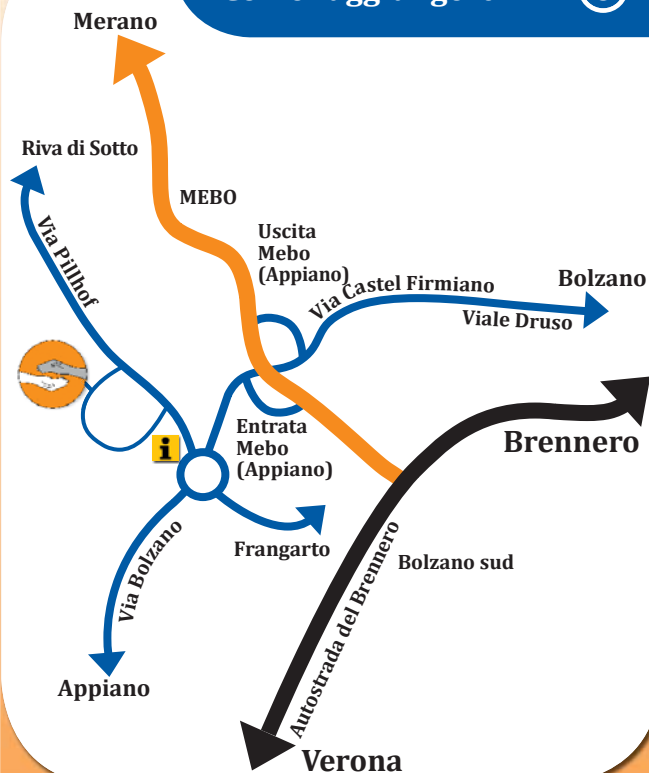 Merano
Riva di Sotto
MEBO
Via Pillhof
Uscita
Mebo
(Appiano)
Via Castel Firmiano
Bolzano
Viale Druso
Brennero
i
Entrata
Mebo
(Appiano)
Frangarto
Bolzano sud
Via Bolzano
Autostrada del Brennero
Appiano
Verona